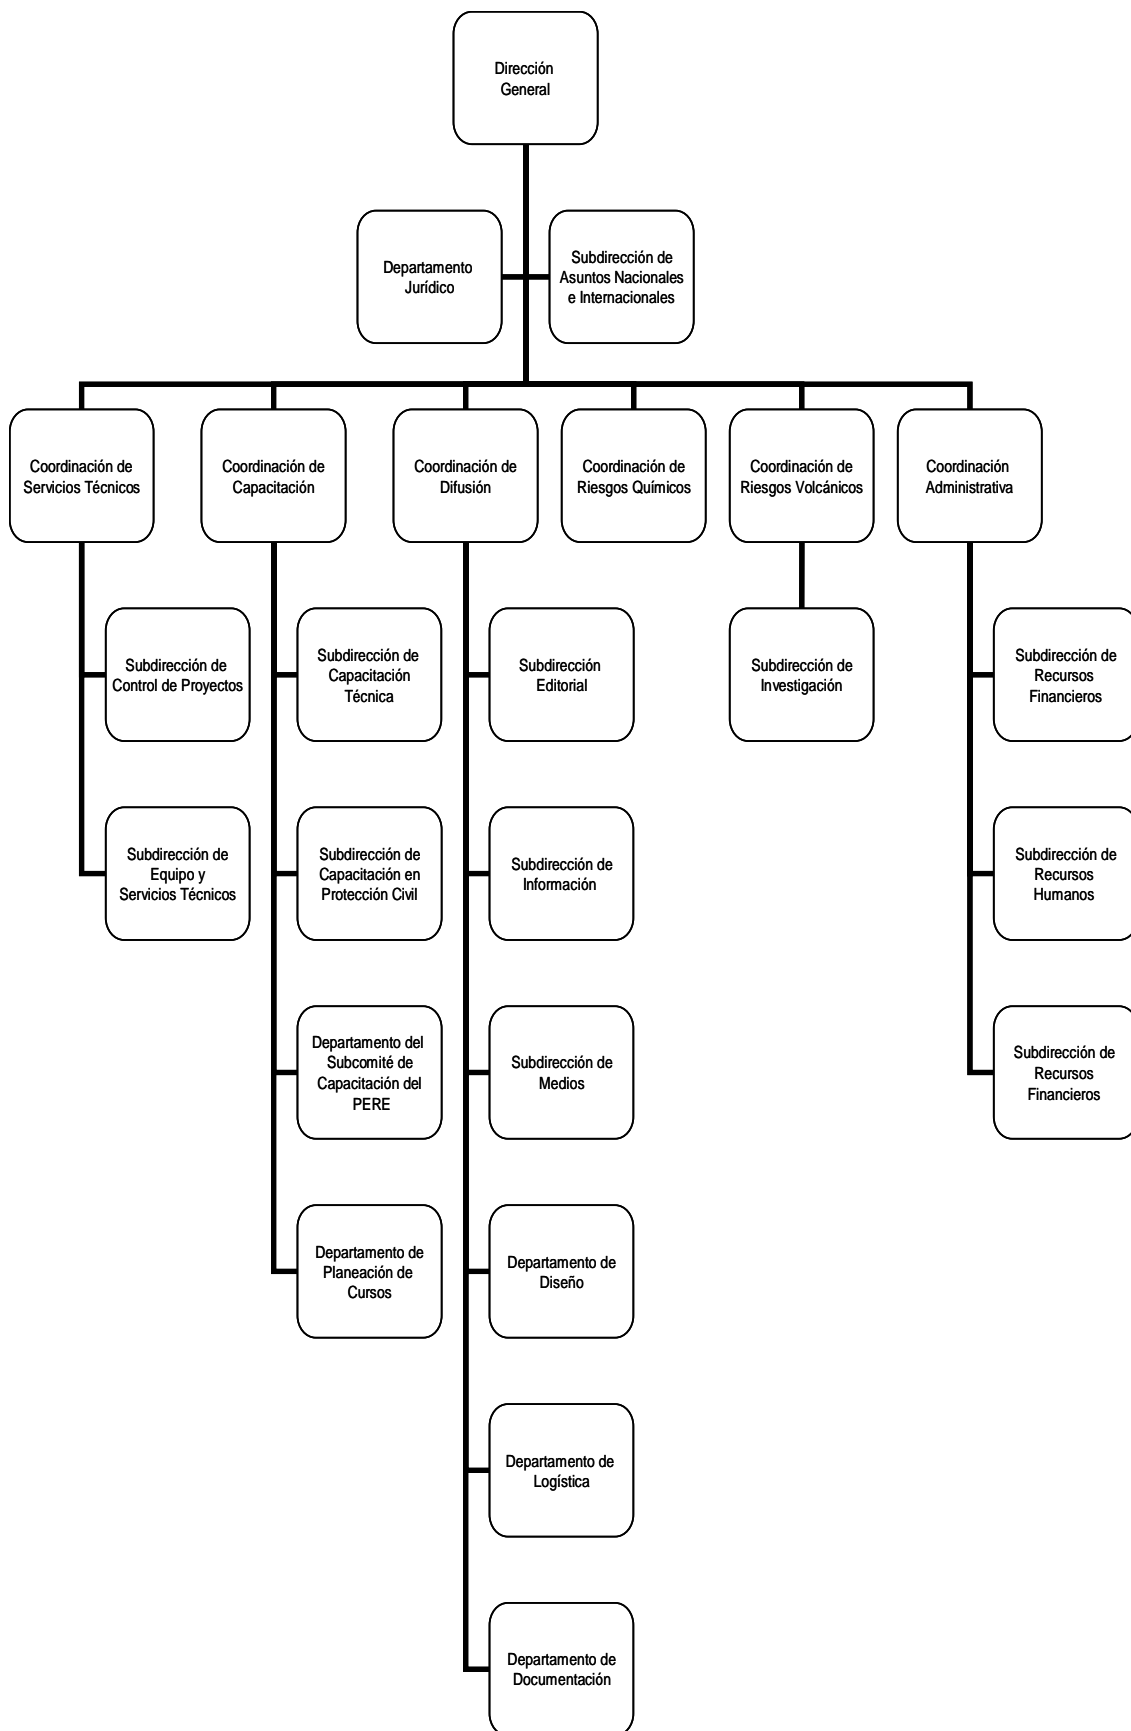 Dirección
General
Departamento
Jurídico
Subdirección de
Asuntos Nacionales
e Internacionales
Coordinación de
Servicios Técnicos
Coordinación de
Capacitación
Coordinación de
Difusión
Coordinación de
Riesgos Químicos
Coordinación de
Riesgos Volcánicos
Coordinación
Administrativa
Subdirección de
Control de Proyectos
Subdirección de
Capacitación
Técnica
Subdirección
Editorial
Subdirección de
Investigación
Subdirección de
Recursos
Financieros
Subdirección de
Equipo y
Servicios Técnicos
Subdirección de
Capacitación en
Protección Civil
Subdirección de
Información
Subdirección de
Recursos
Humanos
Departamento del
Subcomité de
Capacitación del
PERE
Subdirección de
Medios
Subdirección de
Recursos
Financieros
Departamento de
Planeación de
Cursos
Departamento de
Diseño
Departamento de
Logística
Departamento de
Documentación